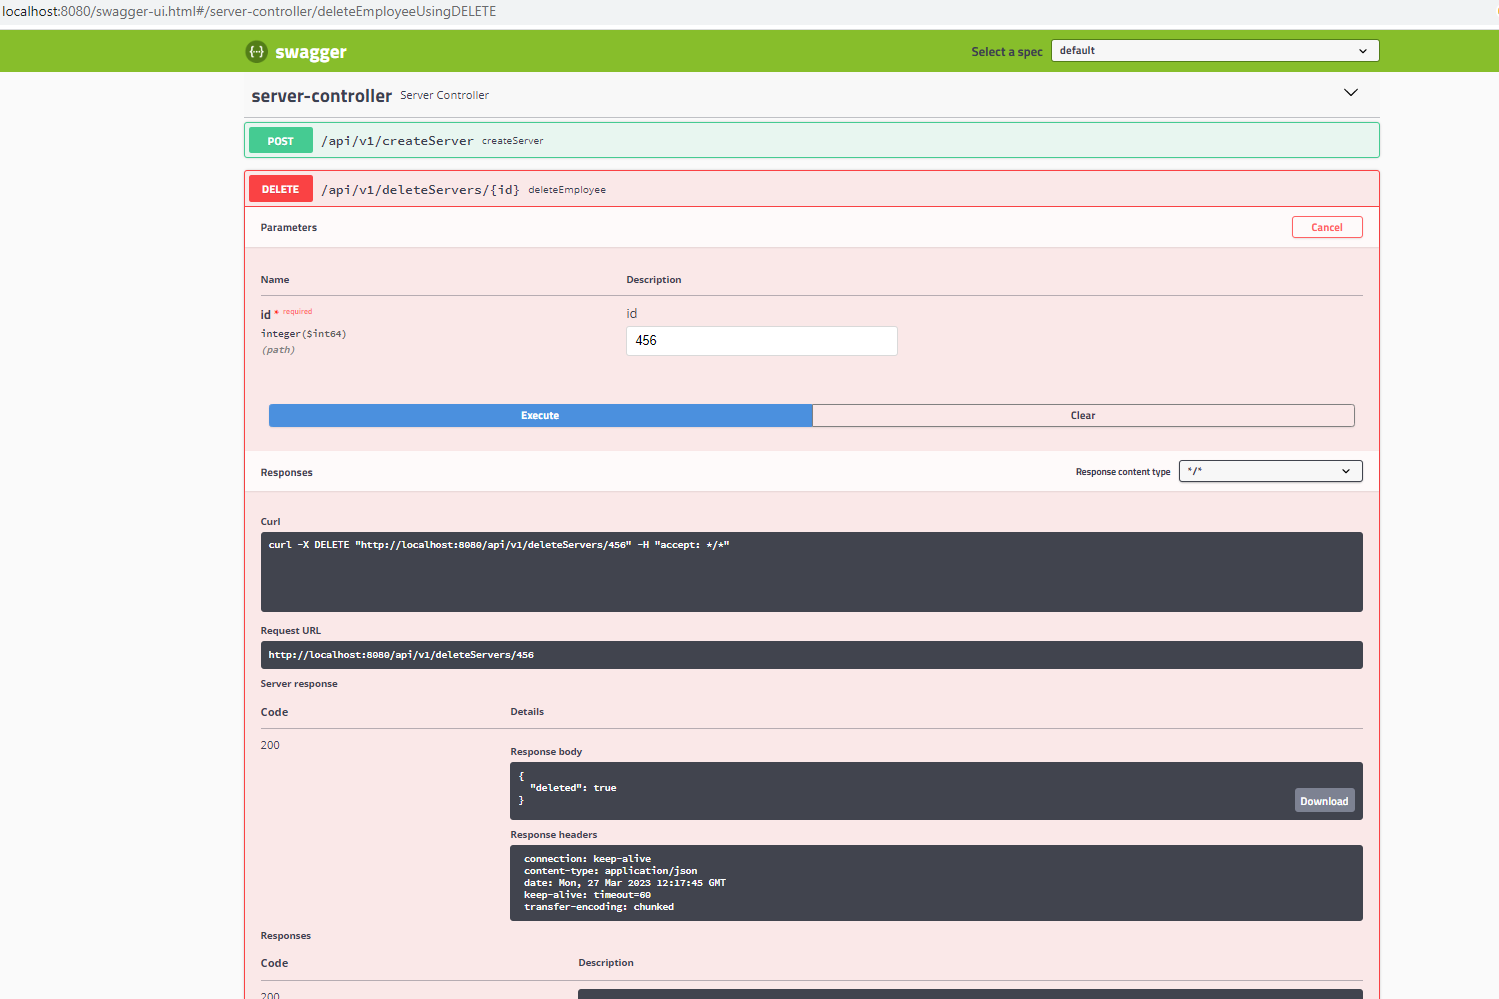 localhost:8080/swagger-ui.html#/server-controller/deleteEmployeeUsingDELETE
{···} swagger Select a spec default
server-controller Server Controller
POST /api/v1/createServer createServer
DELETE /api/v1/deleteServers/{id} deleteEmployee
Parameters Cancel
Name Description
id * required id
integer($int64) 456
(path)
Execute Clear
Responses Response content type */*
Curl
curl -X DELETE "http://localhost:8080/api/v1/deleteServers/456" -H "accept: */*"
Request URL
http://localhost:8080/api/v1/deleteServers/456
Server response
Code Details
200
Response body
{
"deleted": true
}
Download
Response headers
connection: keep-alive
content-type: application/json
date: Mon, 27 Mar 2023 12:17:45 GMT
keep-alive: timeout=60
transfer-encoding: chunked
Responses
Code Description
200